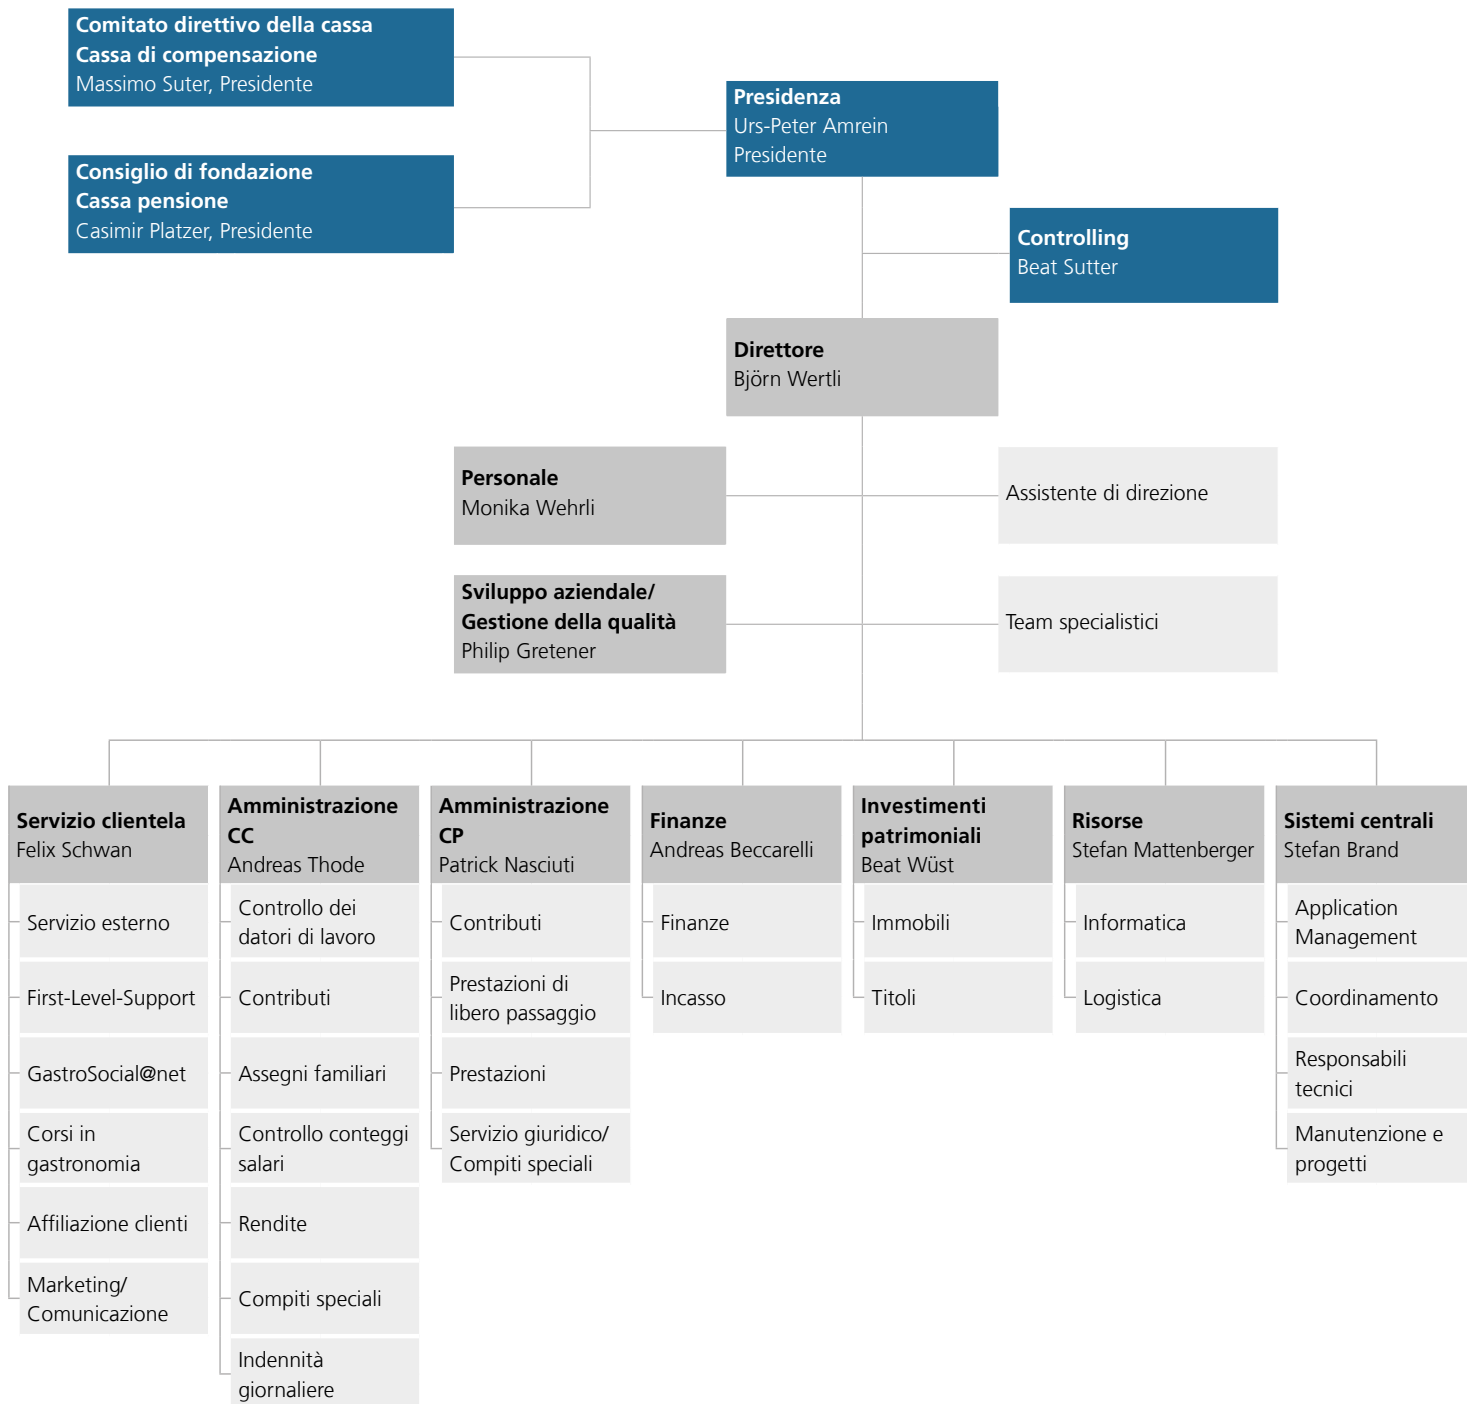 Comitato direttivo della cassa
Cassa di compensazione
Massimo Suter, Presidente
Presidenza
Urs-Peter Amrein
Presidente
Consiglio di fondazione
Cassa pensione
Casimir Platzer, Presidente
Controlling
Beat Sutter
Direttore
Björn Wertli
Personale
Monika Wehrli
Assistente di direzione
Sviluppo aziendale/
Gestione della qualità
Philip Gretener
Team specialistici
Servizio clientela
Felix Schwan
Servizio esterno
First-Level-Support
GastroSocial@net
Corsi in
gastronomia
Affiliazione clienti
Marketing/
Comunicazione
Amministrazione
CC
Andreas Thode
Controllo dei
datori di lavoro
Contributi
Assegni familiari
Controllo conteggi
salari
Rendite
Compiti speciali
Indennità
giornaliere
Amministrazione
CP
Patrick Nasciuti
Contributi
Prestazioni di
libero passaggio
Prestazioni
Servizio giuridico/
Compiti speciali
Finanze
Andreas Beccarelli
Finanze
Incasso
Investimenti
patrimoniali
Beat Wüst
Immobili
Titoli
Risorse
Stefan Mattenberger
Informatica
Logistica
Sistemi centrali
Stefan Brand
Application
Management
Coordinamento
Responsabili
tecnici
Manutenzione e
progetti